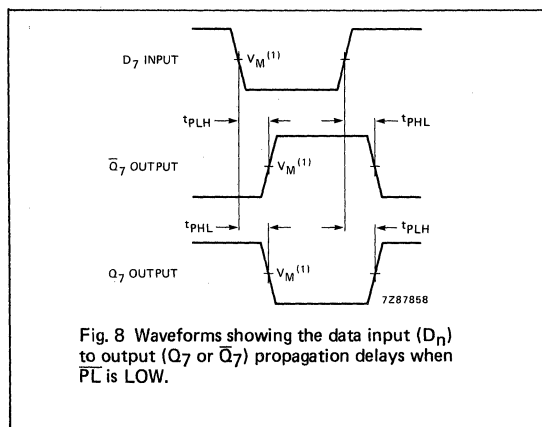 D7 INPUT
VM(1)
tPLH
tPHL
Q̅7 OUTPUT
VM(1)
tPHL
tPLH
Q7 OUTPUT
VM(1)
7Z87858
Fig. 8 Waveforms showing the data input (Dn)
to output (Q7 or Q̅7) propagation delays when
P̅L̅ is LOW.